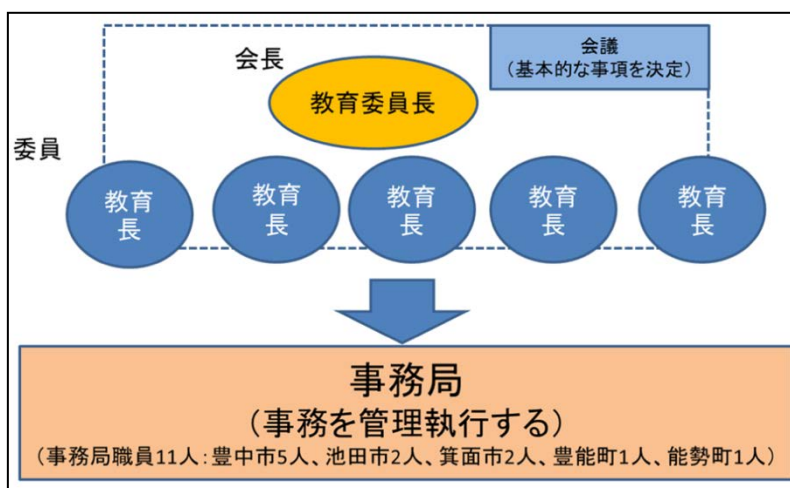 会議
（基本的な事項を決定）
会長
教育委員長
委員
教育
長
教育
長
教育
長
教育
長
教育
長
事務局
（事務を管理執行する）
（事務局職員11人：豊中市5人、池田市2人、箕面市2人、豊能町1人、能勢町1人）